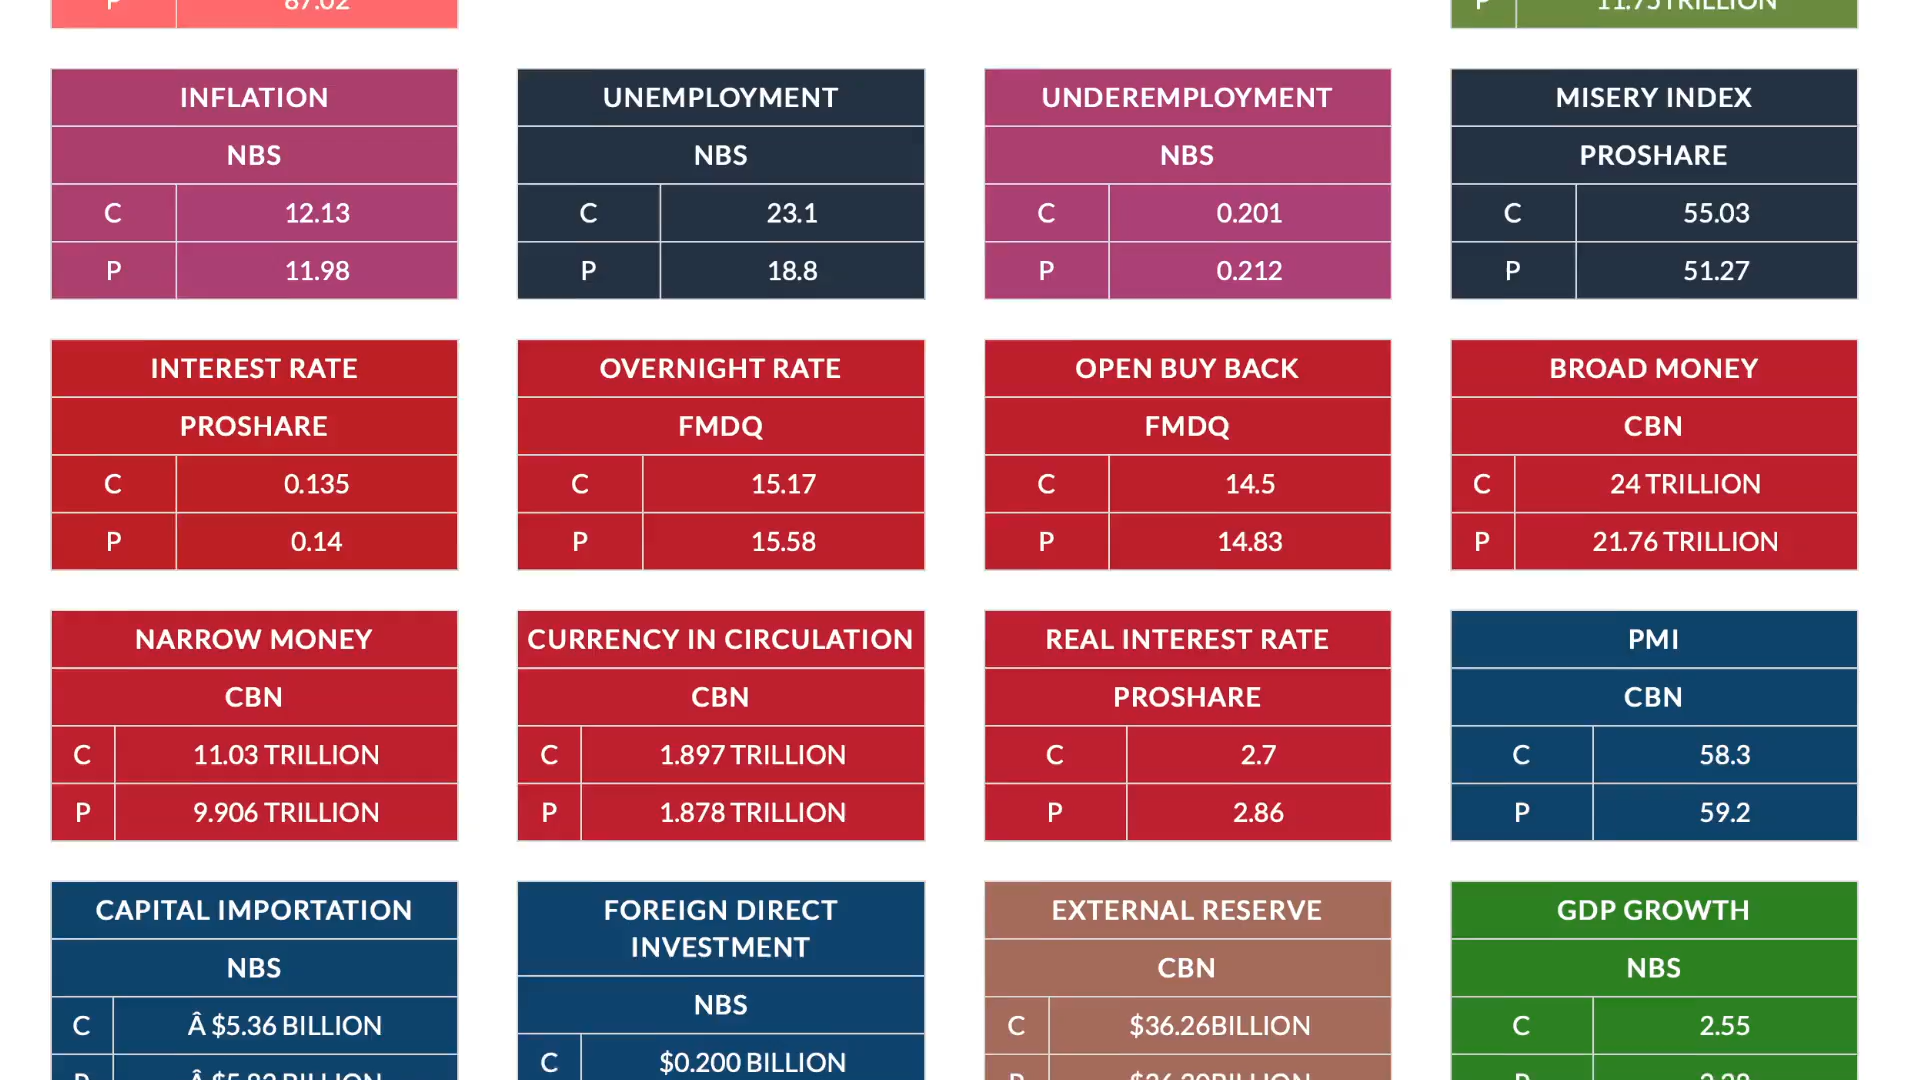 P 87.02
P 11.75TRILLION
INFLATION
NBS
C 12.13
P 11.98
UNEMPLOYMENT
NBS
C 23.1
P 18.8
UNDEREMPLOYMENT
NBS
C 0.201
P 0.212
MISERY INDEX
PROSHARE
C 55.03
P 51.27
INTEREST RATE
PROSHARE
C 0.135
P 0.14
OVERNIGHT RATE
FMDQ
C 15.17
P 15.58
OPEN BUY BACK
FMDQ
C 14.5
P 14.83
BROAD MONEY
CBN
C 24 TRILLION
P 21.76 TRILLION
NARROW MONEY
CBN
C 11.03 TRILLION
P 9.906 TRILLION
CURRENCY IN CIRCULATION
CBN
C 1.897 TRILLION
P 1.878 TRILLION
REAL INTEREST RATE
PROSHARE
C 2.7
P 2.86
PMI
CBN
C 58.3
P 59.2
CAPITAL IMPORTATION
NBS
C Â $5.36 BILLION
P
FOREIGN DIRECT
INVESTMENT
NBS
C $0.200 BILLION
EXTERNAL RESERVE
CBN
C $36.26BILLION
P
GDP GROWTH
NBS
C 2.55
P